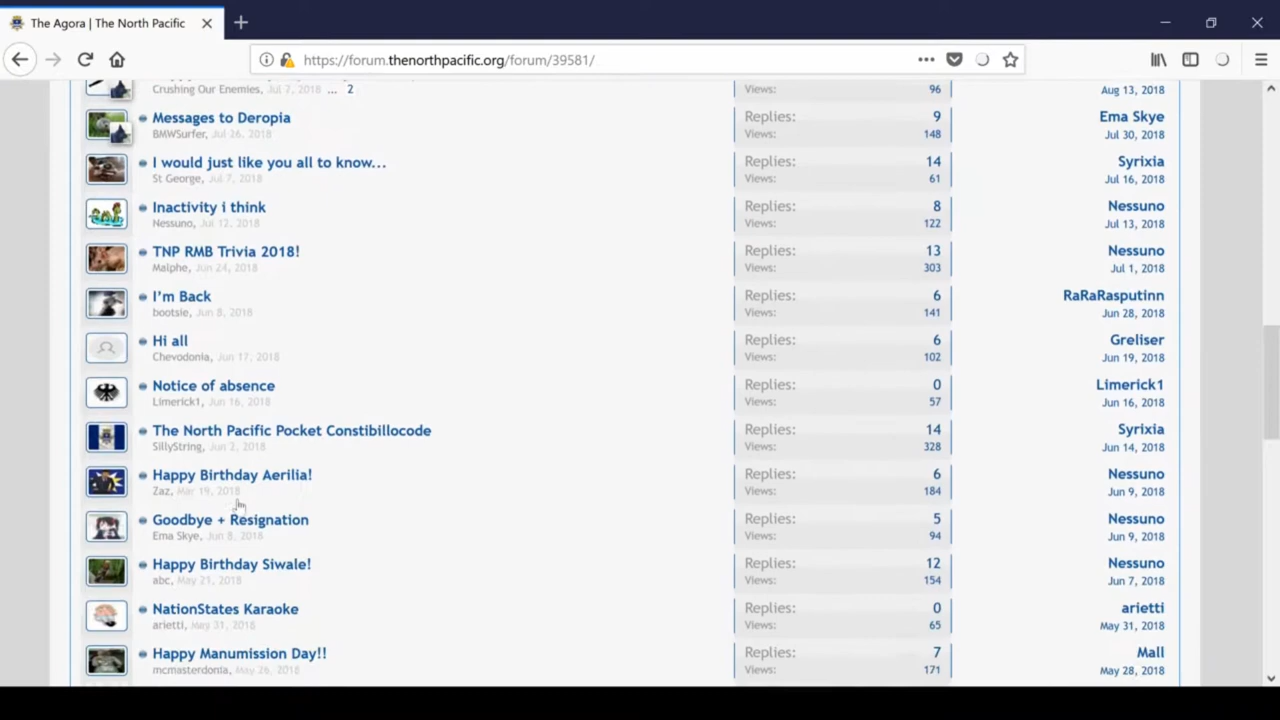 The Agora | The North Pacific
https://forum.thenorthpacific.org/forum/39581/
Crushing Our Enemies, Jul 7, 2018 ... 2
Views: 96
Aug 13, 2018
Messages to Deropia
BMWSurfer, Jul 26, 2018
Replies: 9
Views: 148
Ema Skye
Jul 30, 2018
I would just like you all to know...
St George, Jul 7, 2018
Replies: 14
Views: 61
Syrixia
Jul 16, 2018
Inactivity i think
Nessuno, Jul 12, 2018
Replies: 8
Views: 122
Nessuno
Jul 13, 2018
TNP RMB Trivia 2018!
Malphe, Jun 24, 2018
Replies: 13
Views: 303
Nessuno
Jul 1, 2018
I'm Back
bootsie, Jun 8, 2018
Replies: 6
Views: 141
RaRaRasputinn
Jun 28, 2018
Hi all
Chevodonia, Jun 17, 2018
Replies: 6
Views: 102
Greliser
Jun 19, 2018
Notice of absence
Limerick1, Jun 16, 2018
Replies: 0
Views: 57
Limerick1
Jun 16, 2018
The North Pacific Pocket Constibillocode
SillyString, Jun 2, 2018
Replies: 14
Views: 328
Syrixia
Jun 14, 2018
Happy Birthday Aerilia!
Zaz, Mar 19, 2018
Replies: 6
Views: 184
Nessuno
Jun 9, 2018
Goodbye + Resignation
Ema Skye, Jun 8, 2018
Replies: 5
Views: 94
Nessuno
Jun 9, 2018
Happy Birthday Siwale!
abc, May 21, 2018
Replies: 12
Views: 154
Nessuno
Jun 7, 2018
NationStates Karaoke
arietti, May 31, 2018
Replies: 0
Views: 65
arietti
May 31, 2018
Happy Manumission Day!!
mcmasterdonia, May 26, 2018
Replies: 7
Views: 171
Mall
May 28, 2018